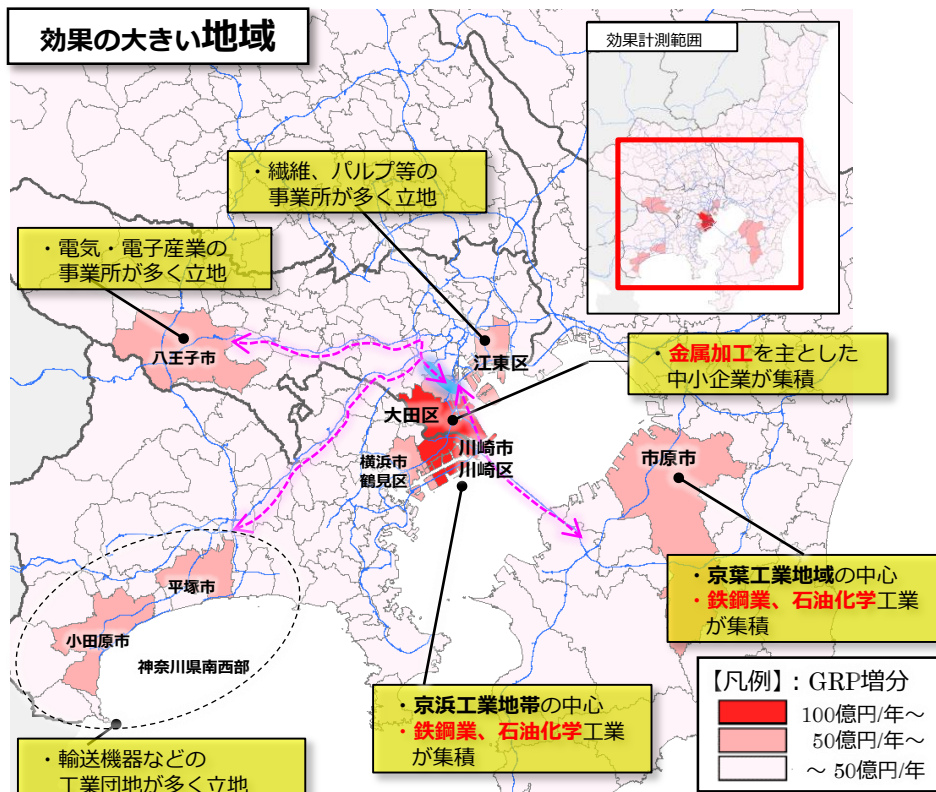 効果の大きい地域
効果計測範囲
・繊維、パルプ等の
事業所が多く立地
・電気・電子産業の
事業所が多く立地
八王子市
江東区
・金属加工を主とした
中小企業が集積
大田区
川崎市
川崎区
横浜市
鶴見区
市原市
・京葉工業地域の中心
・鉄鋼業、石油化学工業
が集積
平塚市
小田原市
神奈川県南西部
・京浜工業地帯の中心
・鉄鋼業、石油化学工業
が集積
・輸送機器などの
工業団地が多く立地
【凡例】:GRP増分
100億円/年～
50億円/年～
～ 50億円/年